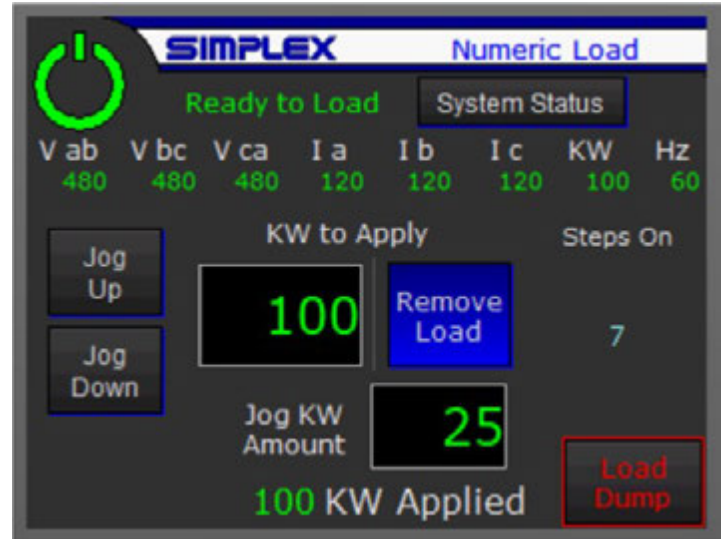 SIMPLEX Numeric Load
Ready to Load System Status
V ab V bc V ca I a I b I c KW Hz
480 480 480 120 120 120 100 60
KW to Apply Steps On
Jog
Up
100
Remove
Load
7
Jog
Down
Jog KW
Amount
25
Load
Dump
100 KW Applied